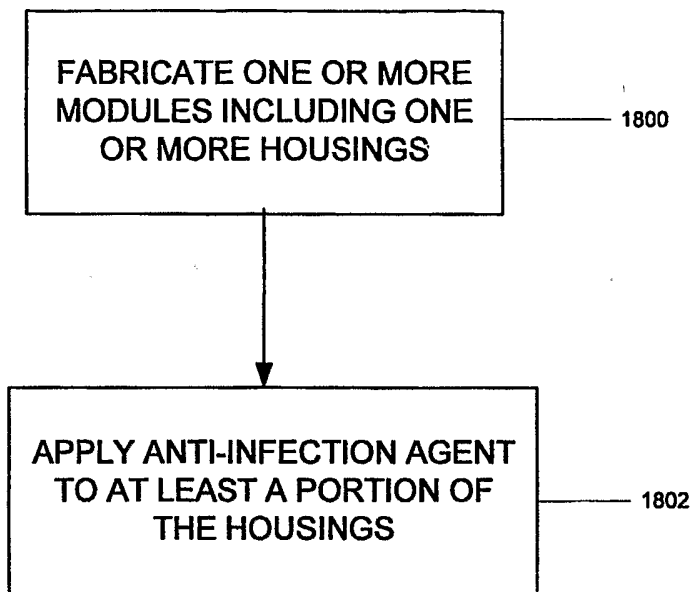 FABRICATE ONE OR MORE
MODULES INCLUDING ONE
OR MORE HOUSINGS
1800
APPLY ANTI-INFECTION AGENT
TO AT LEAST A PORTION OF
THE HOUSINGS
1802